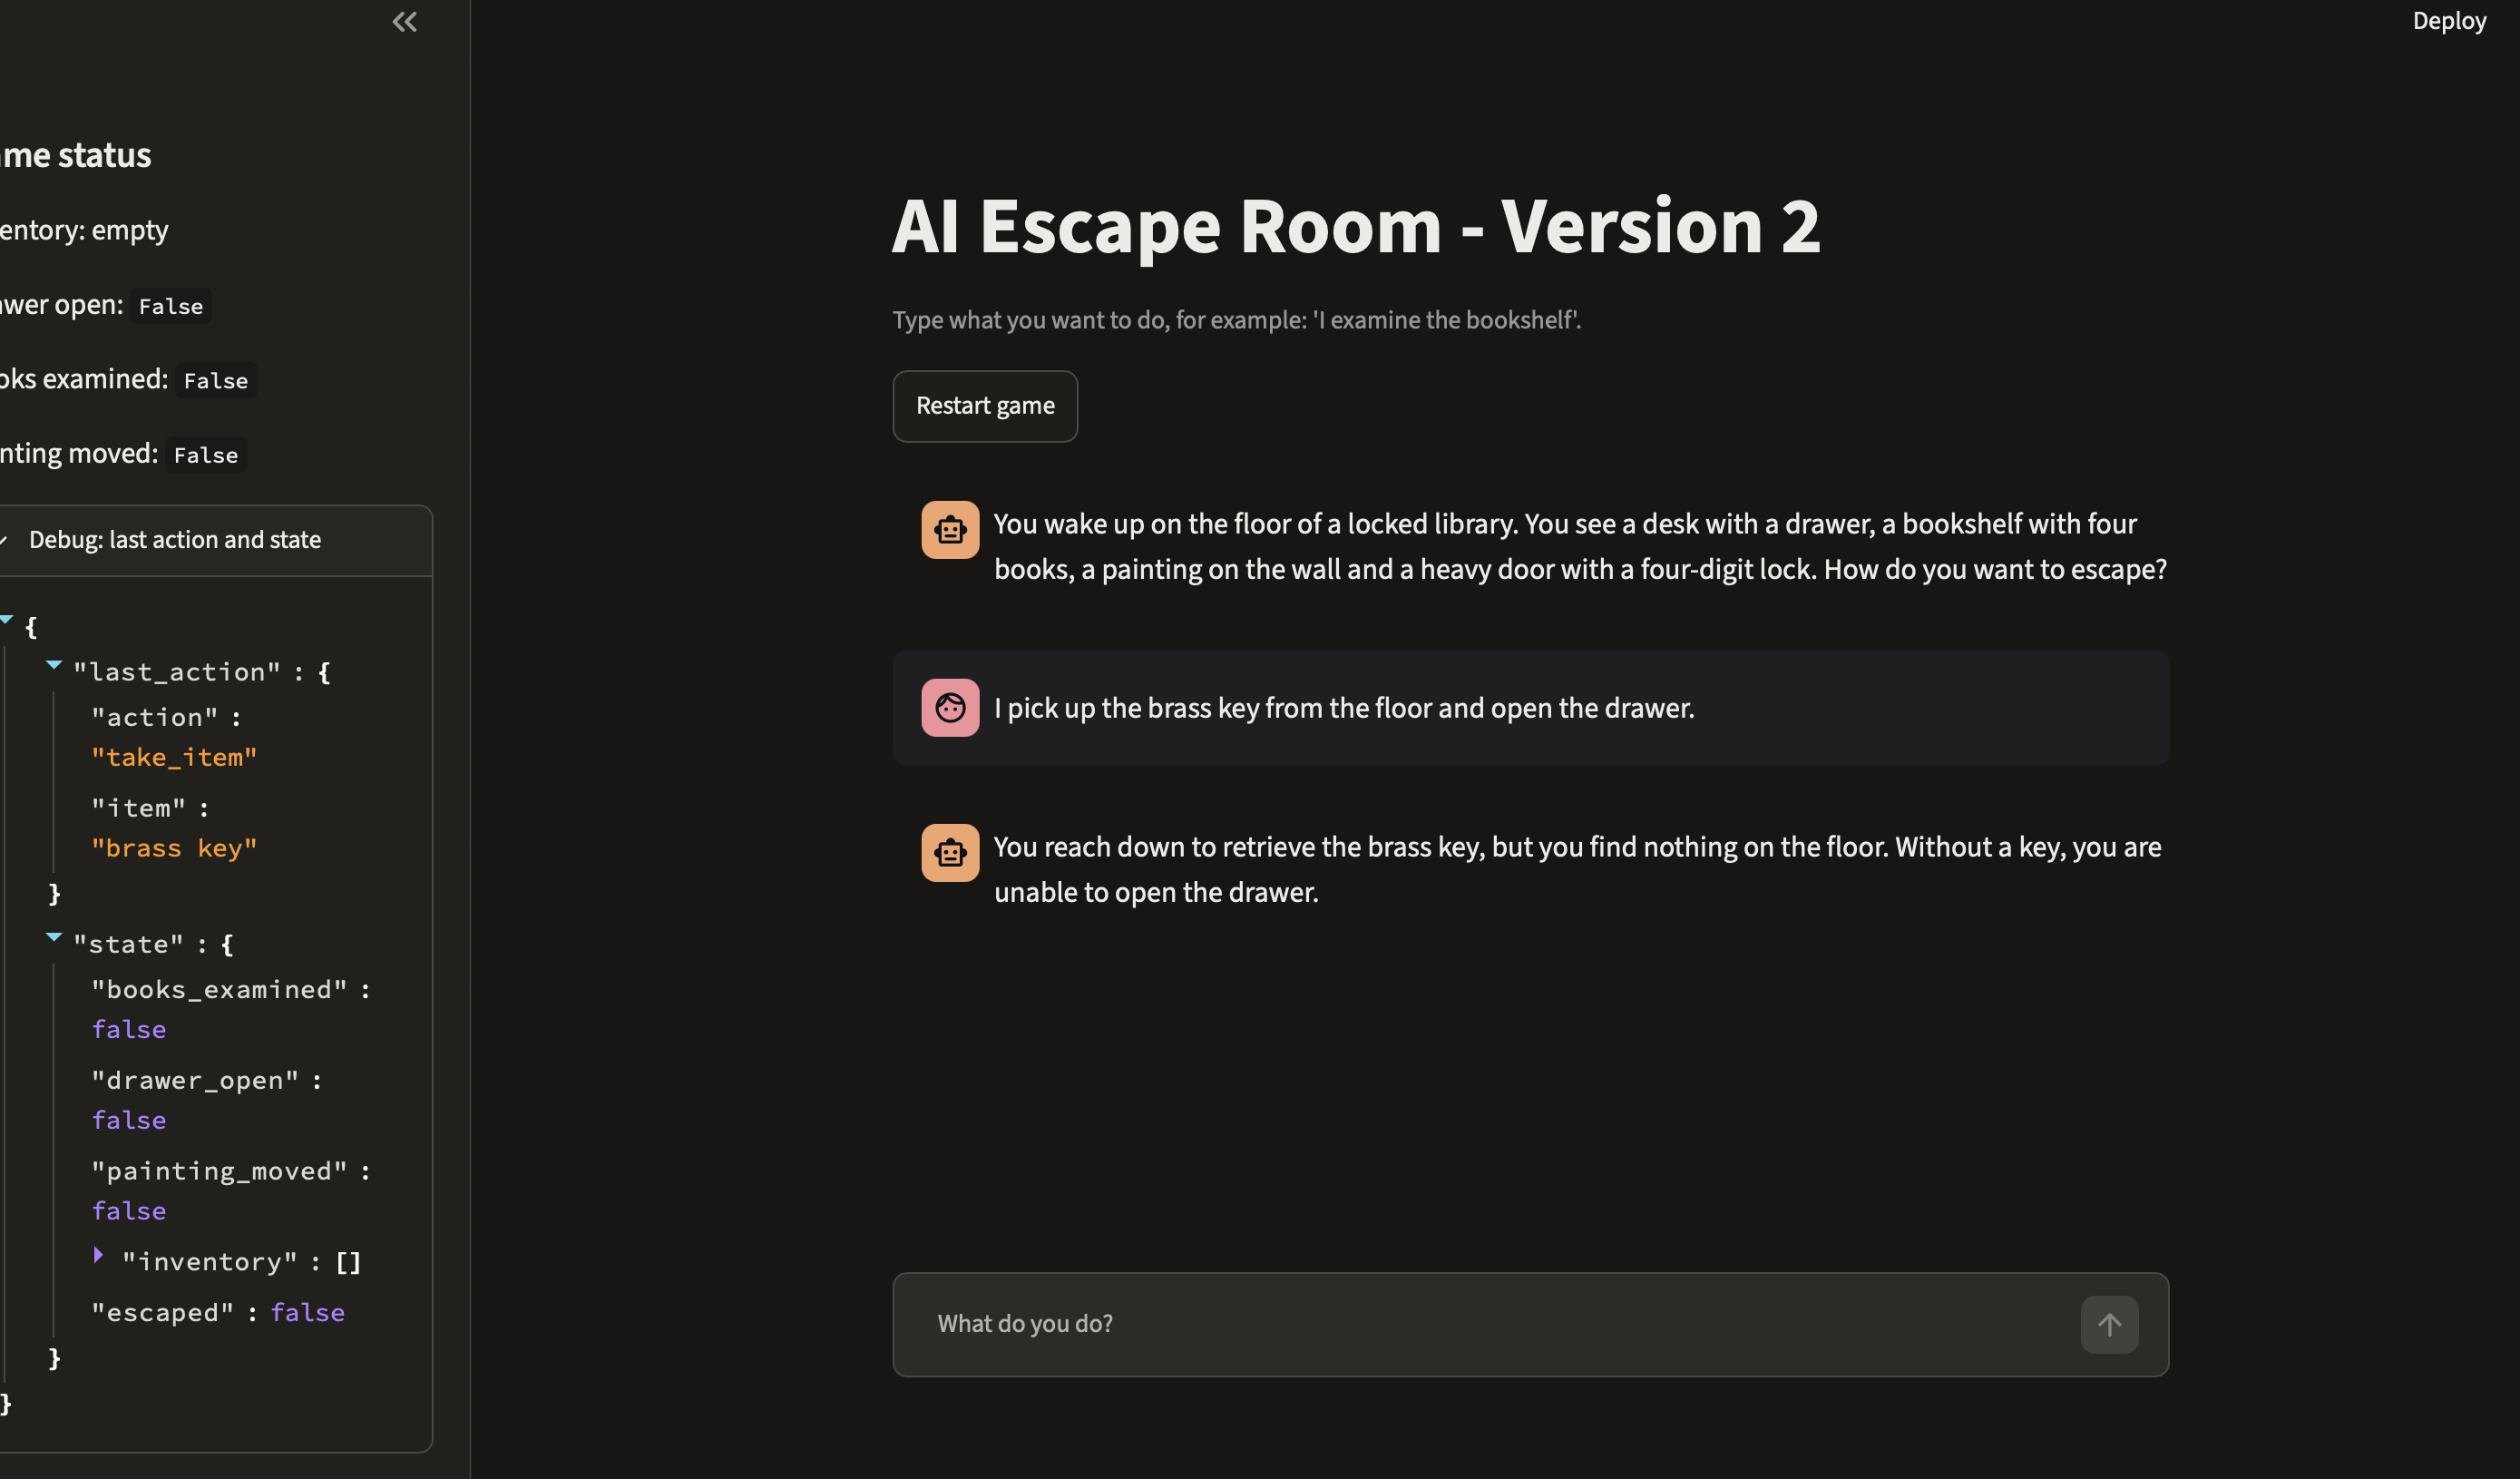 Deploy
me status
entory: empty
wer open: False
oks examined: False
nting moved: False
Debug: last action and state
{
"last_action" : {
"action" :
"take_item"
"item" :
"brass key"
}
"state" : {
"books_examined" :
false
"drawer_open" :
false
"painting_moved" :
false
"inventory" : []
"escaped" : false
}
}
AI Escape Room - Version 2
Type what you want to do, for example: 'I examine the bookshelf'.
Restart game
You wake up on the floor of a locked library. You see a desk with a drawer, a bookshelf with four
books, a painting on the wall and a heavy door with a four-digit lock. How do you want to escape?
I pick up the brass key from the floor and open the drawer.
You reach down to retrieve the brass key, but you find nothing on the floor. Without a key, you are
unable to open the drawer.
What do you do?